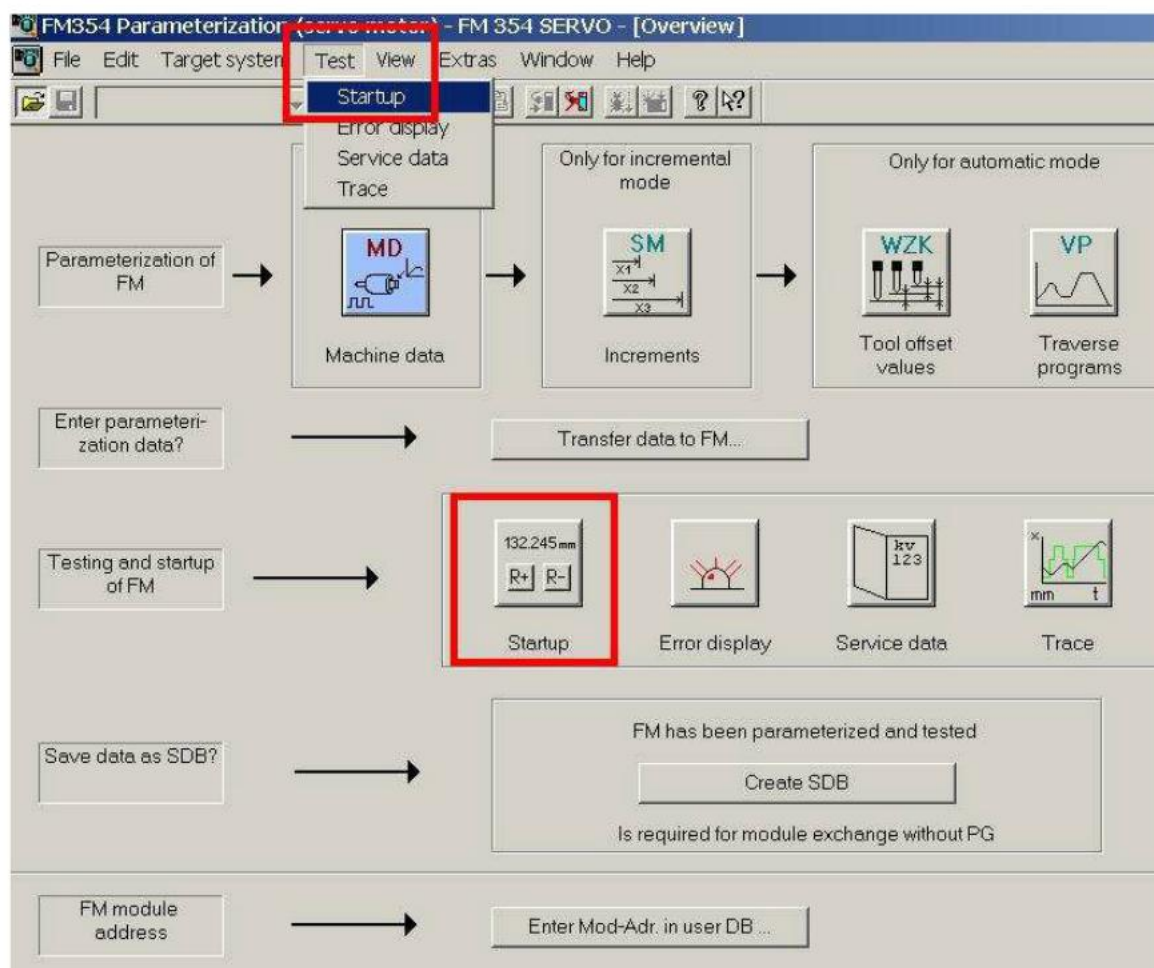 FM354 Parameterization (servo motor) - FM 354 SERVO - [Overview]
File Edit Target system Test View Extras Window Help
Startup
Error display
Service data
Trace
Only for incremental
mode
Only for automatic mode
Parameterization of
FM
MD
Machine data
SM
X1
X2
X3
Increments
WZK
Tool offset
values
VP
Traverse
programs
Enter parameteri-
zation data?
Transfer data to FM...
Testing and startup
of FM
132.245 mm
R+ R-
Startup
Error display
kv
123
Service data
x
mm t
Trace
Save data as SDB?
FM has been parameterized and tested
Create SDB
Is required for module exchange without PG
FM module
address
Enter Mod-Adr. in user DB ...